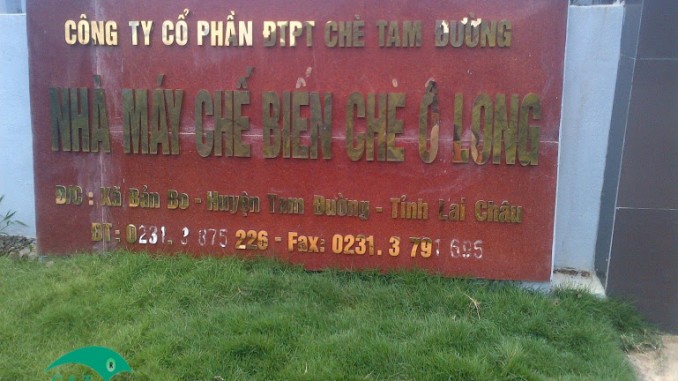 CÔNG TY CỔ PHẦN ĐTPT CHÈ TAM ĐƯỜNG
NHÀ MÁY CHẾ BIẾN CHÈ Ô LONG
Đ/C : Xã Bản Bo - Huyện Tam Đường - Tỉnh Lai Châu
ĐT: 0231. 3 875 226 - Fax: 0231. 3 791 695